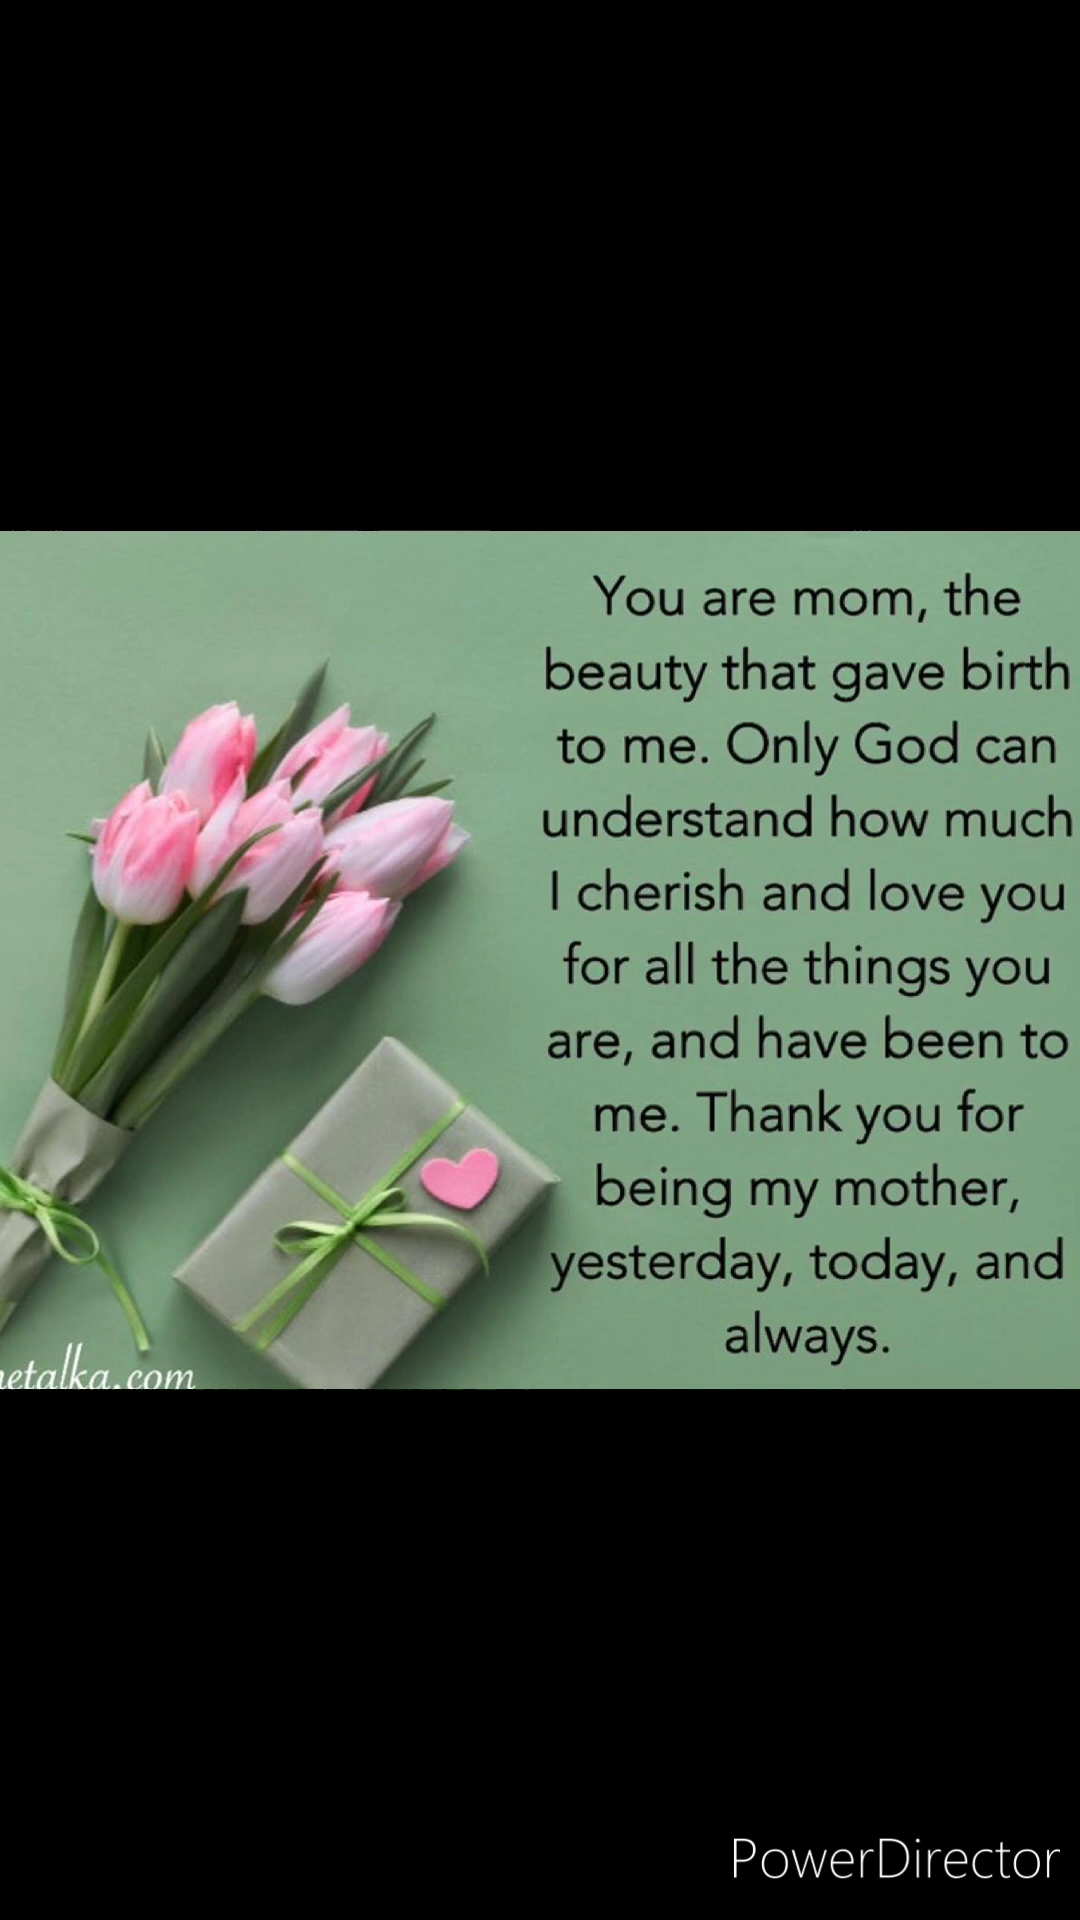 You are mom, the
beauty that gave birth
to me. Only God can
understand how much
I cherish and love you
for all the things you
are, and have been to
me. Thank you for
being my mother,
yesterday, today, and
always.
etalka.com
PowerDirector